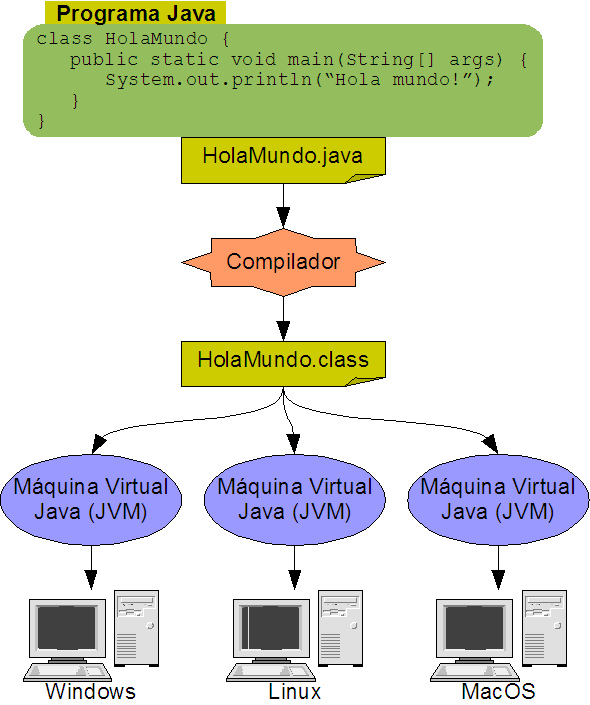 Programa Java
class HolaMundo {
public static void main(String[] args) {
System.out.println(“Hola mundo!”);
}
}
HolaMundo.java
Compilador
HolaMundo.class
Máquina Virtual
Java (JVM)
Máquina Virtual
Java (JVM)
Máquina Virtual
Java (JVM)
Windows
Linux
MacOS